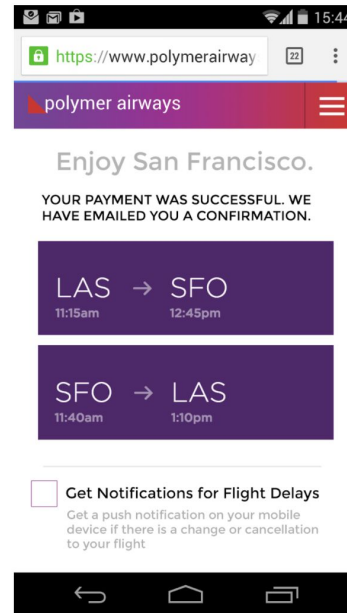 15:44
https://www.polymerairway
22
polymer airways
Enjoy San Francisco.
YOUR PAYMENT WAS SUCCESSFUL. WE
HAVE EMAILED YOU A CONFIRMATION.
LAS → SFO
11:15am 12:45pm
SFO → LAS
11:40am 1:10pm
Get Notifications for Flight Delays
Get a push notification on your mobile
device if there is a change or cancellation
to your flight